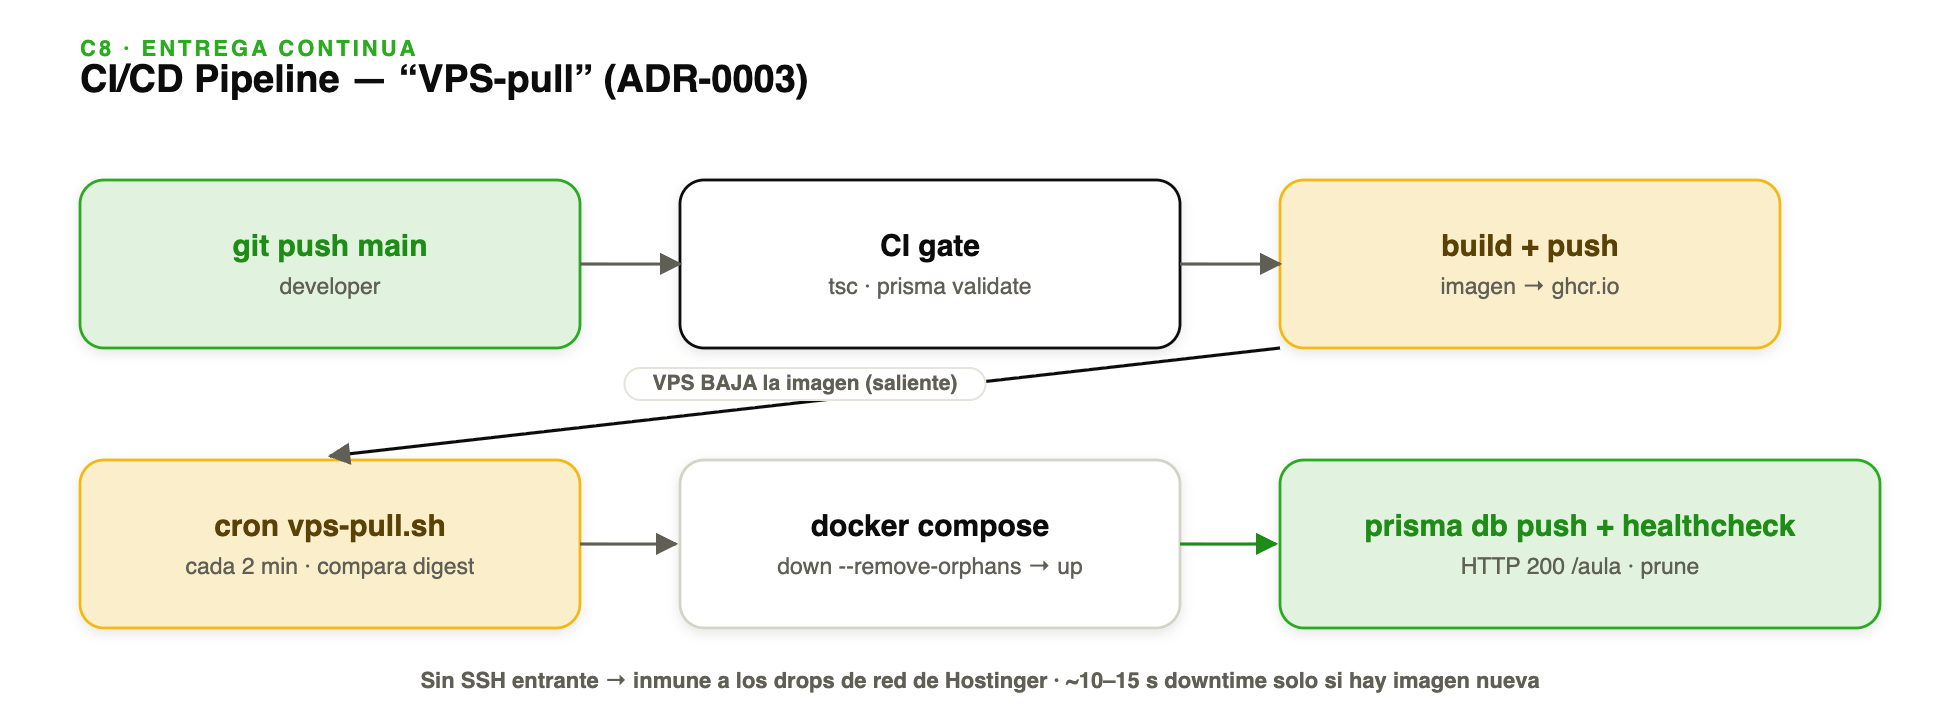 C8 · ENTREGA CONTINUA
CI/CD Pipeline — “VPS-pull” (ADR-0003)
git push main
developer
CI gate
tsc · prisma validate
build + push
imagen → ghcr.io
VPS BAJA la imagen (saliente)
cron vps-pull.sh
cada 2 min · compara digest
docker compose
down --remove-orphans → up
prisma db push + healthcheck
HTTP 200 /aula · prune
Sin SSH entrante → inmune a los drops de red de Hostinger · ~10–15 s downtime solo si hay imagen nueva